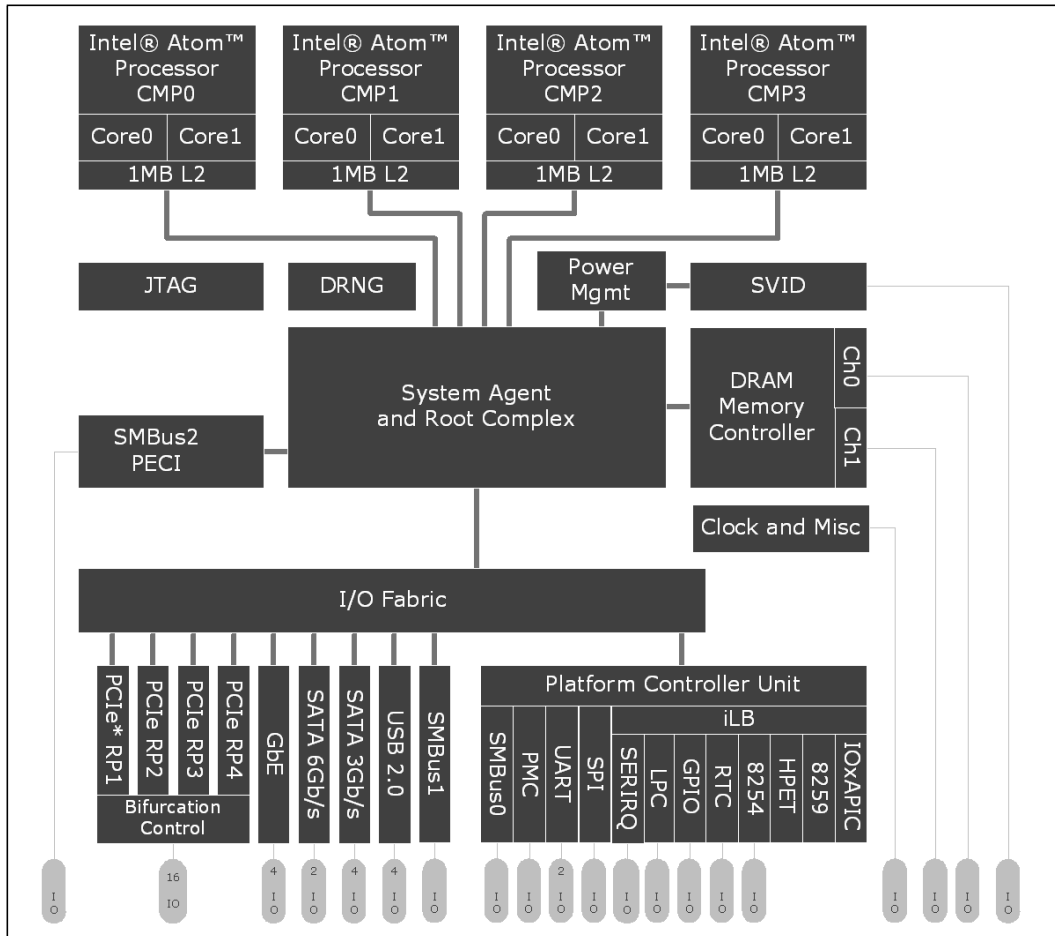 Intel® Atom™
Processor
CMP0
Core0
Core1
1MB L2
Intel® Atom™
Processor
CMP1
Core0
Core1
1MB L2
Intel® Atom™
Processor
CMP2
Core0
Core1
1MB L2
Intel® Atom™
Processor
CMP3
Core0
Core1
1MB L2
JTAG
DRNG
Power
Mgmt
SVID
System Agent
and Root Complex
DRAM
Memory
Controller
Ch0
Ch1
SMBus2
PECI
Clock and Misc
I/O Fabric
PCIe* RP1
PCIe RP2
PCIe RP3
PCIe RP4
Bifurcation
Control
GbE
SATA 6Gb/s
SATA 3Gb/s
USB 2.0
SMBus1
Platform Controller Unit
iLB
SMBus0
PMC
UART
SPI
SERIRQ
LPC
GPIO
RTC
8254
HPET
8259
IOxAPIC
IO
16
IO
4
IO
2
IO
4
IO
4
IO
IO
IO
IO
2
IO
IO
IO
IO
IO
IO
IO
IO
IO
IO
IO